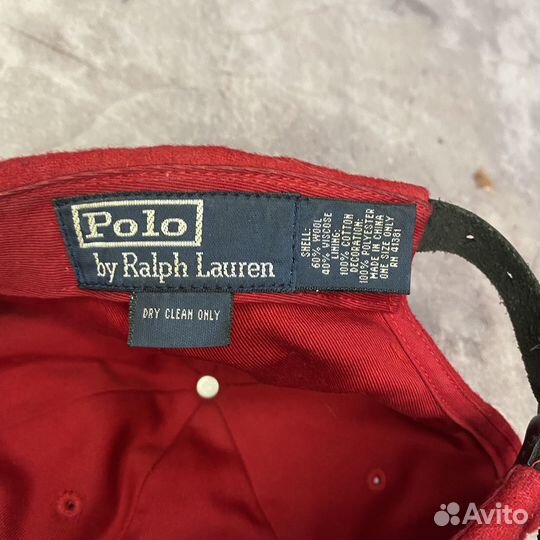 Polo
by Ralph Lauren
SHELL:
60% WOOL
40% VISCOSE
LINING:
100% COTTON
DECORATION:
100% POLYESTER
MADE IN CHINA
ONE SIZE ONLY
RN 41381
DRY CLEAN ONLY
Avito